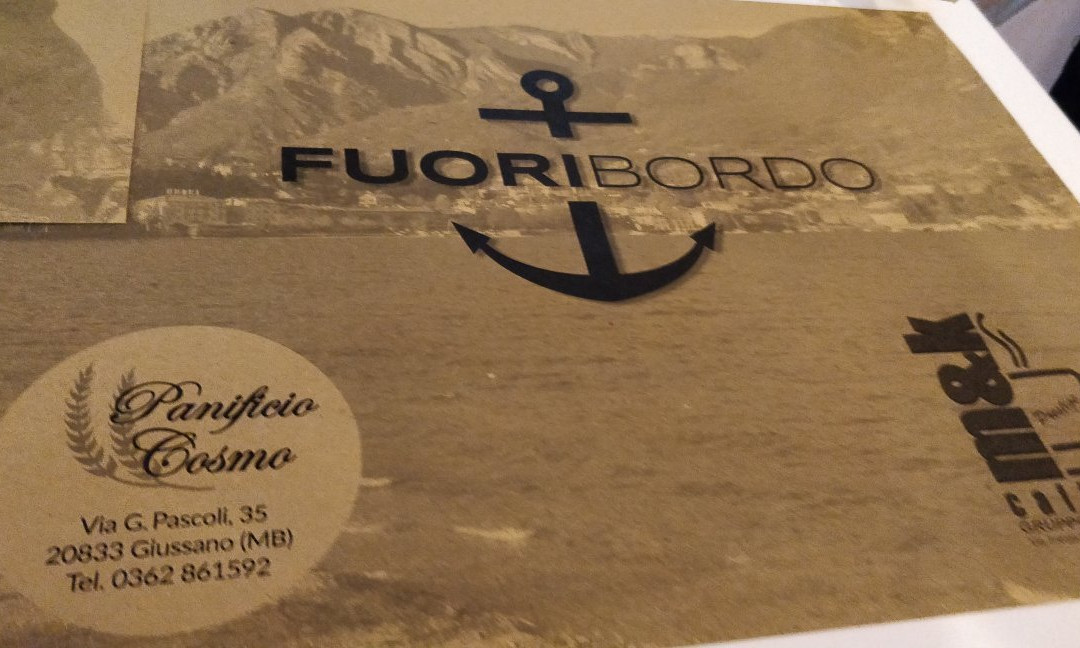 FUORIBORDO
Panificio
Cosmo
Via G. Pascoli, 35
20833 Giussano (MB)
Tel. 0362 861592